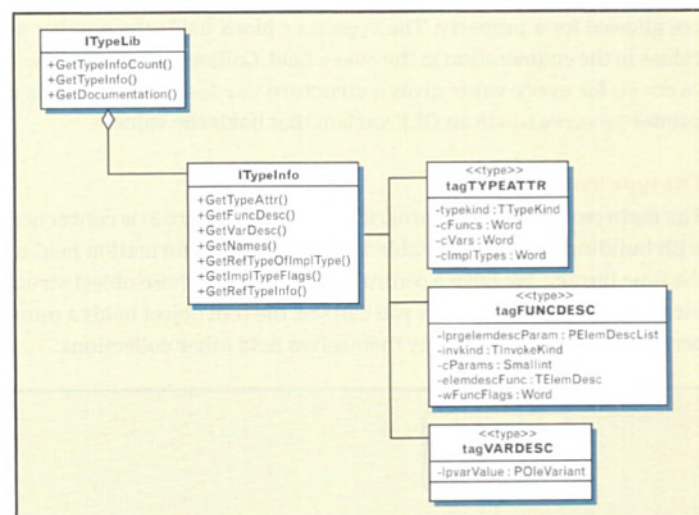 ITypeLib
+GetTypeInfoCount()
+GetTypeInfo()
+GetDocumentation()
ITypeInfo
+GetTypeAttr()
+GetFuncDesc()
+GetVarDesc()
+GetNames()
+GetRefTypeOfImplType()
+GetImplTypeFlags()
+GetRefTypeInfo()
<<type>>
tagTYPEATTR
-typekind : TTypeKind
-cFuncs : Word
-cVars : Word
-cImplTypes : Word
<<type>>
tagFUNCDESC
-lprgelemdescParam : PElemDescList
-invkind : TInvokeKind
-cParams : Smallint
-elemdescFunc : TElemDesc
-wFuncFlags : Word
<<type>>
tagVARDESC
-lpvarValue : POleVariant